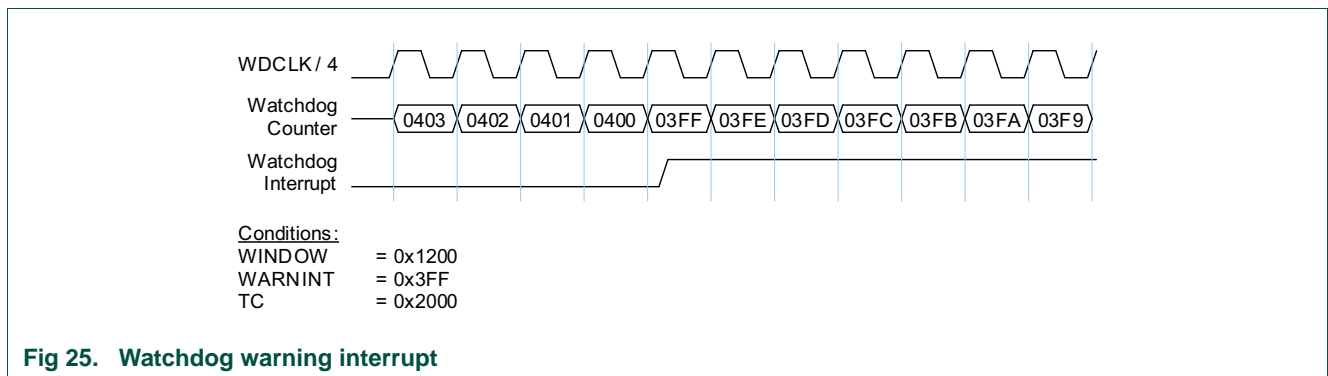 WDCLK / 4
Watchdog
Counter
0403 0402 0401 0400 03FF 03FE 03FD 03FC 03FB 03FA 03F9
Watchdog
Interrupt
Conditions:
WINDOW = 0x1200
WARNINT = 0x3FF
TC = 0x2000
Fig 25. Watchdog warning interrupt